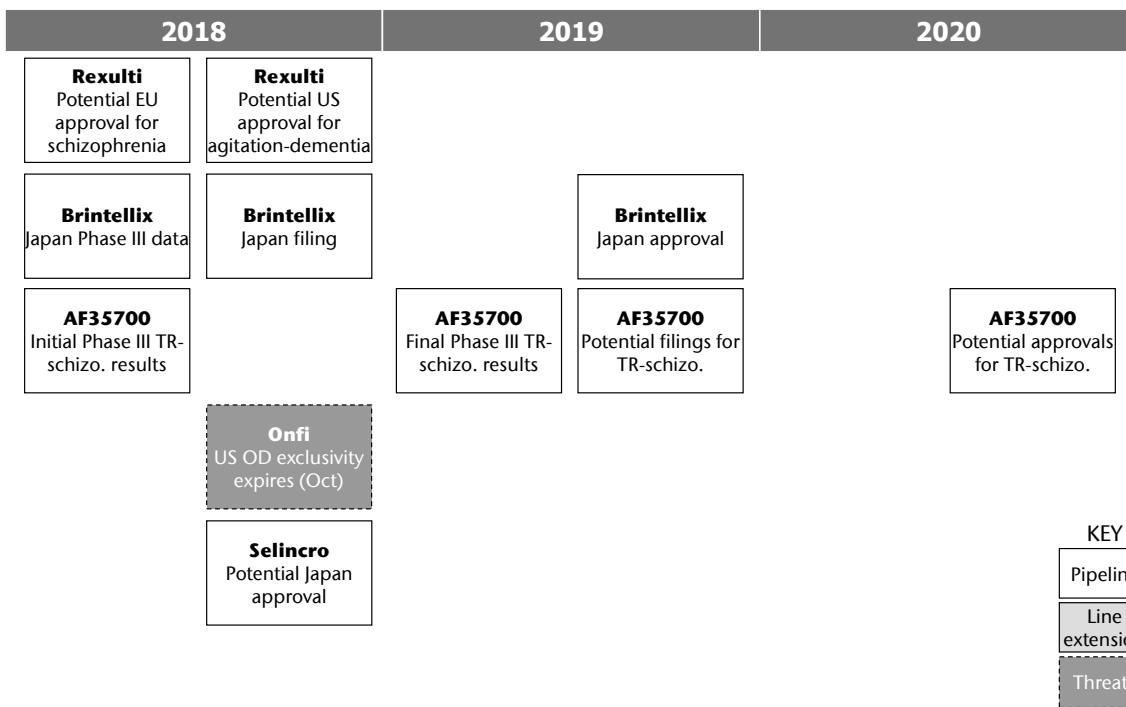 2018
2019
2020
Rexulti
Potential EU
approval for
schizophrenia
Rexulti
Potential US
approval for
agitation-dementia
Brintellix
Japan Phase III data
Brintellix
Japan filing
Brintellix
Japan approval
AF35700
Initial Phase III TR-
schizo. results
AF35700
Final Phase III TR-
schizo. results
AF35700
Potential filings for
TR-schizo.
AF35700
Potential approvals
for TR-schizo.
Onfi
US OD exclusivity
expires (Oct)
Selincro
Potential Japan
approval
KEY
Pipelin
Line
extensi
Threat